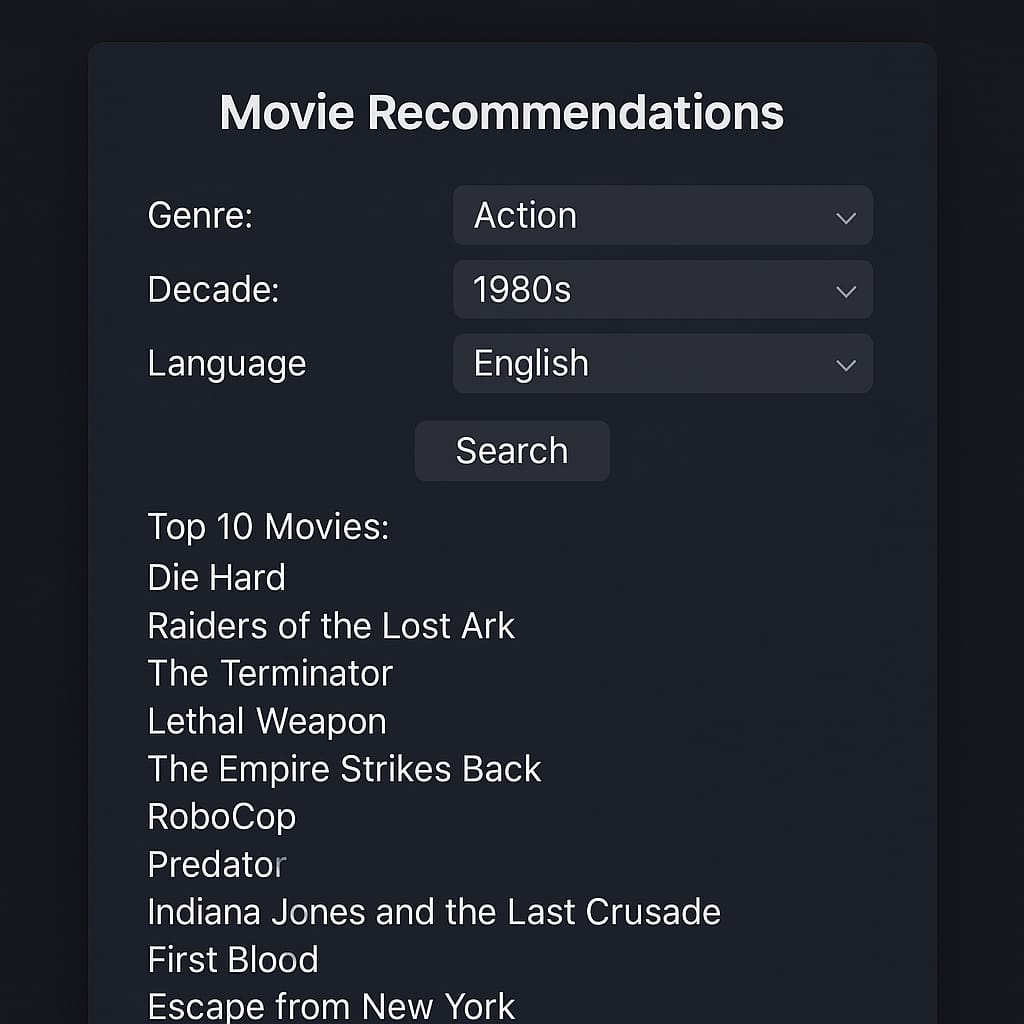 Movie Recommendations
Genre: Action
Decade: 1980s
Language English
Search
Top 10 Movies:
Die Hard
Raiders of the Lost Ark
The Terminator
Lethal Weapon
The Empire Strikes Back
RoboCop
Predator
Indiana Jones and the Last Crusade
First Blood
Escape from New York